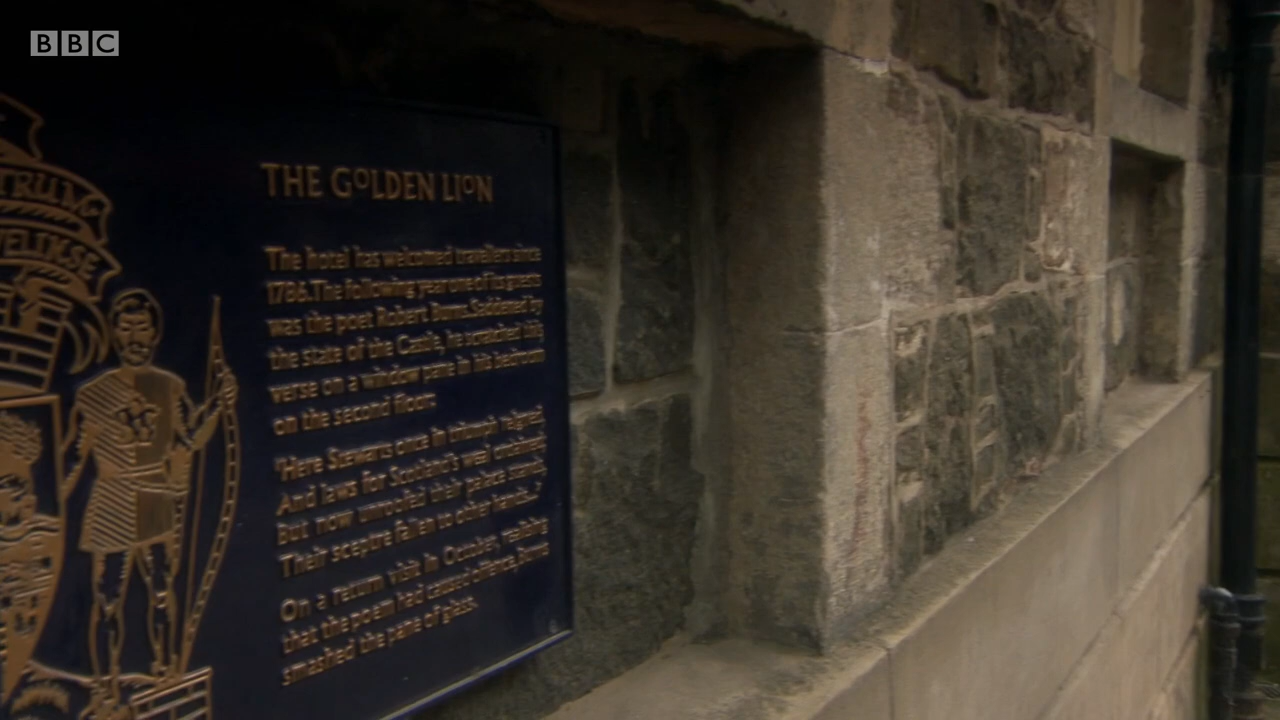 BBC
TRUM
VELIKSE
THE GOLDEN LION
The hotel has welcomed travellers since
1786. The following year one of its guests
was the poet Robert Burns. Saddened by
the state of the Castle, he scratched this
verse on a window pane in his bedroom
on the second floor:
'Here Stewarts once in triumph reigned,
And laws for Scotland's weal ordained;
But now unroofed their palace stands,
Their sceptre fallen to other hands...'
On a return visit in October, realising
that the poem had caused offence, Burns
smashed the pane of glass.